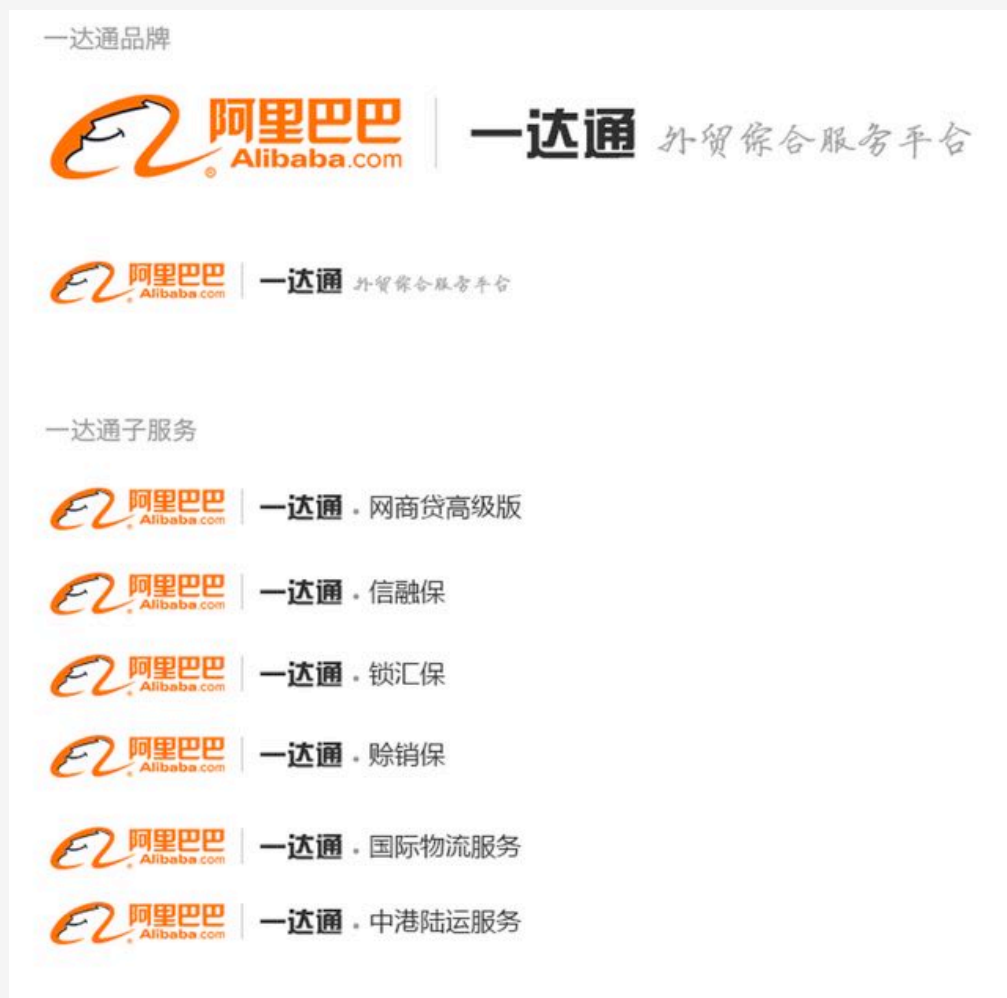 一达通品牌
阿里巴巴 Alibaba.com 一达通 外贸综合服务平台
阿里巴巴 Alibaba.com 一达通 外贸综合服务平台
一达通子服务
阿里巴巴 Alibaba.com 一达通.网商贷高级版
阿里巴巴 Alibaba.com 一达通.信融保
阿里巴巴 Alibaba.com 一达通.锁汇保
阿里巴巴 Alibaba.com 一达通.赊销保
阿里巴巴 Alibaba.com 一达通.国际物流服务
阿里巴巴 Alibaba.com 一达通.中港陆运服务